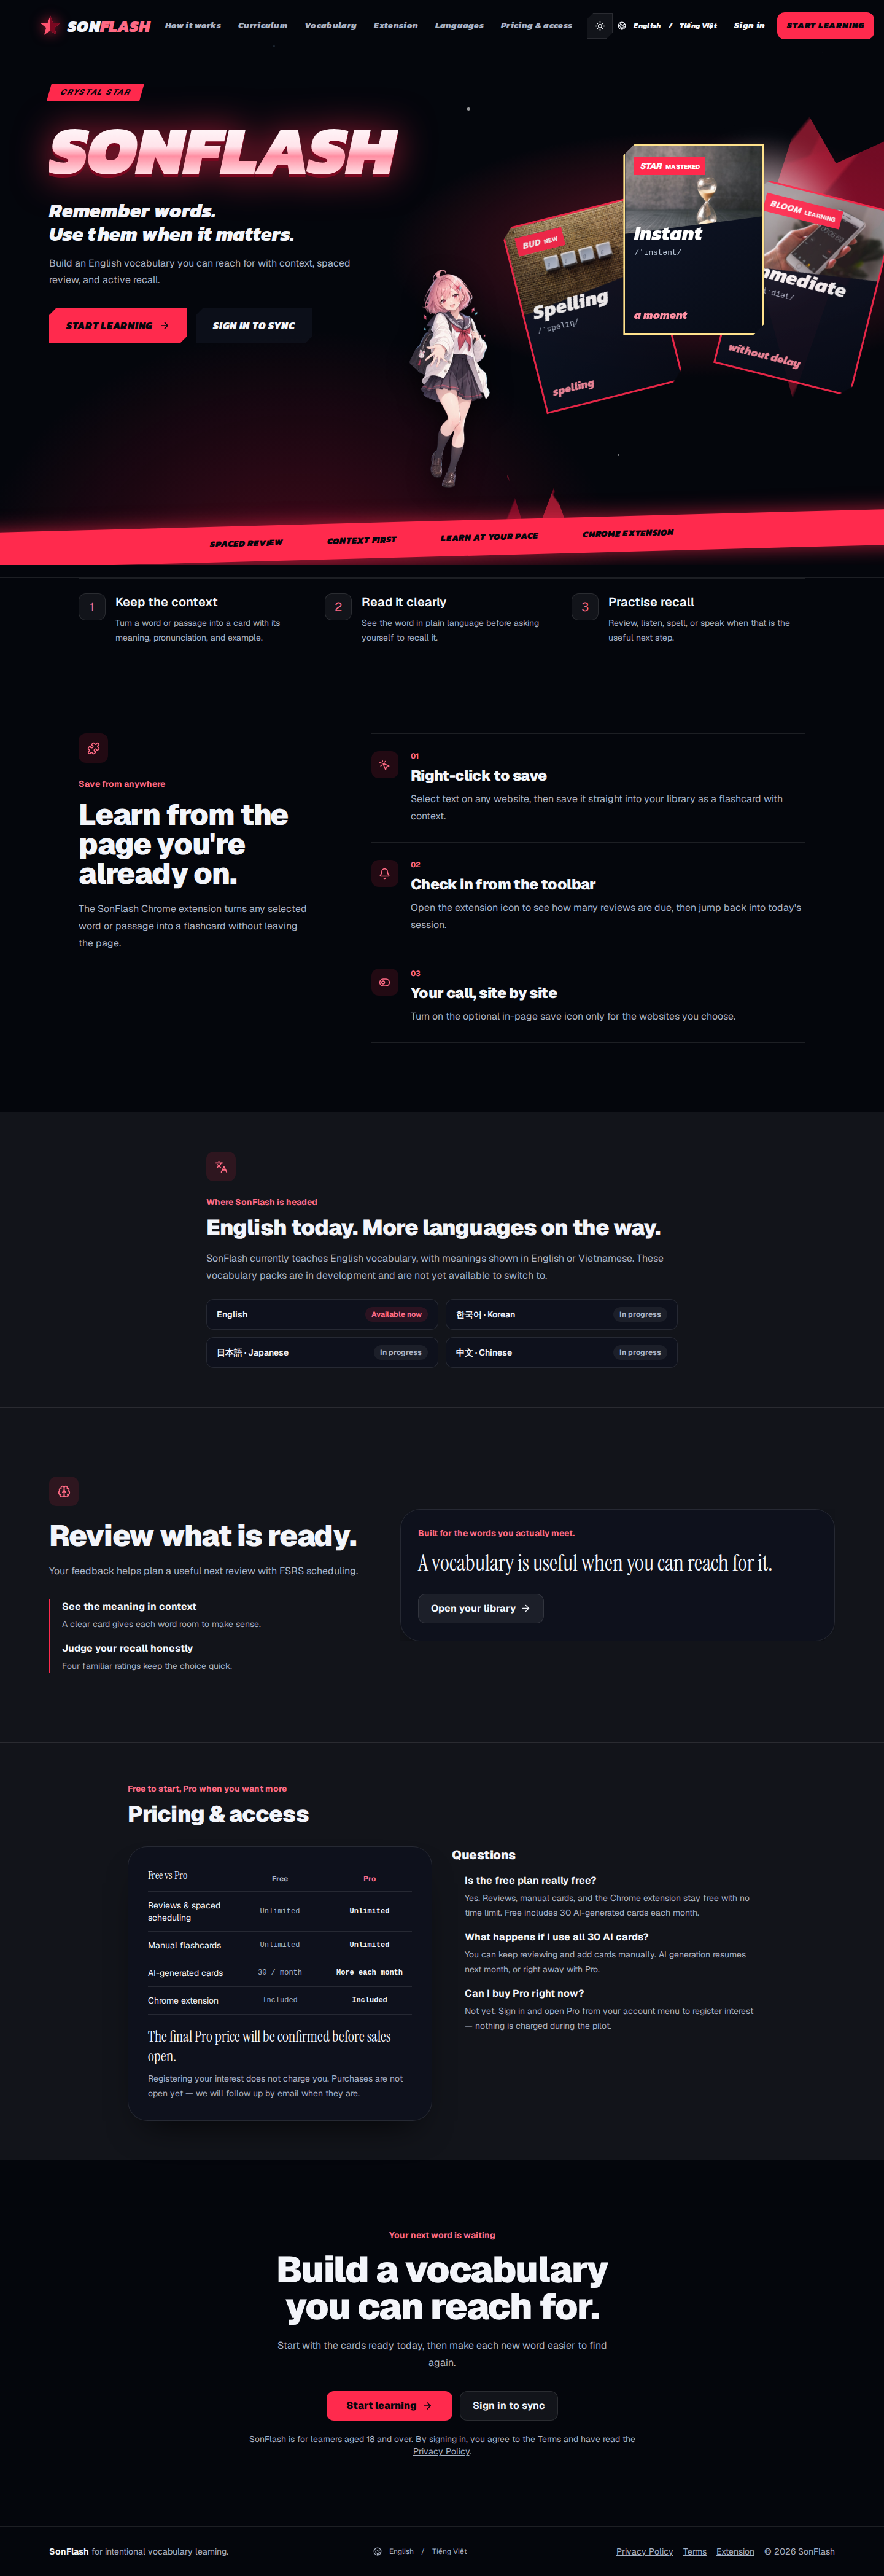 SONFLASH
How it works
Curriculum
Vocabulary
Extension
Languages
Pricing & access
English / Tiếng Việt
Sign in
START LEARNING
CRYSTAL STAR
SONFLASH
Remember words.
Use them when it matters.
Build an English vocabulary you can reach for with context, spaced
review, and active recall.
START LEARNING →
SIGN IN TO SYNC
BUD NEW
Spelling
/ˈspelɪŋ/
spelling
STAR MASTERED
Instant
/ˈɪnstənt/
a moment
BLOOM LEARNING
mmediate
diət/
without delay
SPACED REVIEW
CONTEXT FIRST
LEARN AT YOUR PACE
CHROME EXTENSION
1
Keep the context
Turn a word or passage into a card with its
meaning, pronunciation, and example.
2
Read it clearly
See the word in plain language before asking
yourself to recall it.
3
Practise recall
Review, listen, spell, or speak when that is the
useful next step.
Save from anywhere
Learn from the
page you're
already on.
The SonFlash Chrome extension turns any selected
word or passage into a flashcard without leaving
the page.
01
Right-click to save
Select text on any website, then save it straight into your library as a flashcard with
context.
02
Check in from the toolbar
Open the extension icon to see how many reviews are due, then jump back into today's
session.
03
Your call, site by site
Turn on the optional in-page save icon only for the websites you choose.
Where SonFlash is headed
English today. More languages on the way.
SonFlash currently teaches English vocabulary, with meanings shown in English or Vietnamese. These
vocabulary packs are in development and are not yet available to switch to.
English
Available now
한국어 · Korean
In progress
日本語 · Japanese
In progress
中文 · Chinese
In progress
Review what is ready.
Your feedback helps plan a useful next review with FSRS scheduling.
See the meaning in context
A clear card gives each word room to make sense.
Judge your recall honestly
Four familiar ratings keep the choice quick.
Built for the words you actually meet.
A vocabulary is useful when you can reach for it.
Open your library →
Free to start, Pro when you want more
Pricing & access
Free vs Pro
Free
Pro
Reviews & spaced
scheduling
Unlimited
Unlimited
Manual flashcards
Unlimited
Unlimited
AI-generated cards
30 / month
More each month
Chrome extension
Included
Included
The final Pro price will be confirmed before sales
open.
Registering your interest does not charge you. Purchases are not
open yet — we will follow up by email when they are.
Questions
Is the free plan really free?
Yes. Reviews, manual cards, and the Chrome extension stay free with no
time limit. Free includes 30 AI-generated cards each month.
What happens if I use all 30 AI cards?
You can keep reviewing and add cards manually. AI generation resumes
next month, or right away with Pro.
Can I buy Pro right now?
Not yet. Sign in and open Pro from your account menu to register interest
— nothing is charged during the pilot.
Your next word is waiting
Build a vocabulary
you can reach for.
Start with the cards ready today, then make each new word easier to find
again.
Start learning →
Sign in to sync
SonFlash is for learners aged 18 and over. By signing in, you agree to the Terms and have read the
Privacy Policy.
SonFlash for intentional vocabulary learning.
English / Tiếng Việt
Privacy Policy
Terms
Extension
© 2026 SonFlash